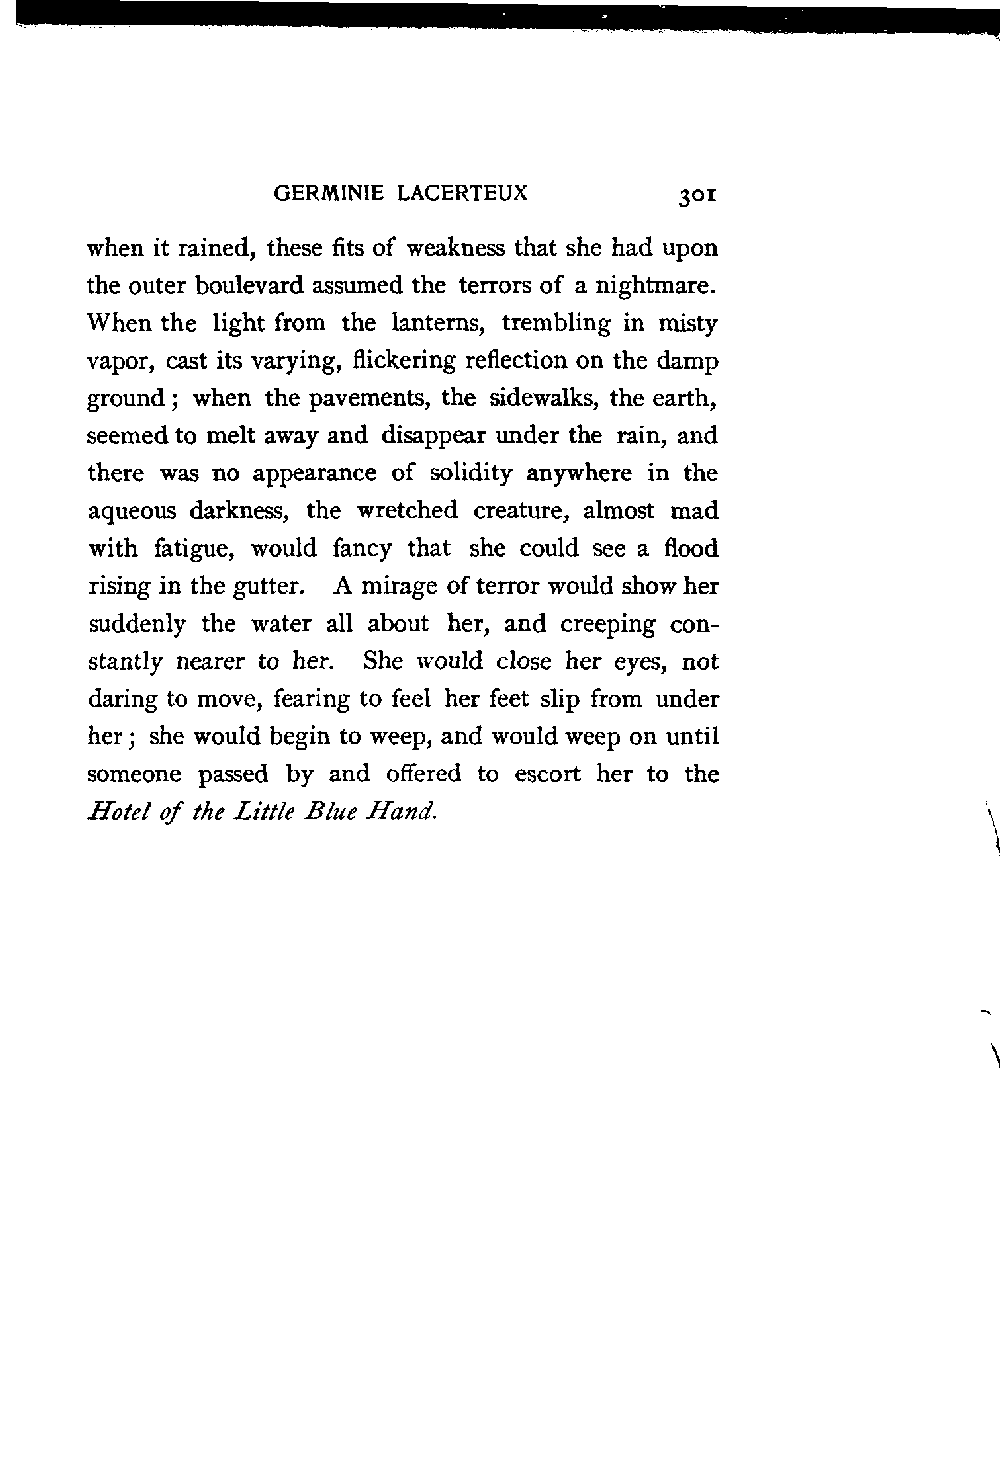 GERMINIE LACERTEUX 301
when it rained, these fits of weakness that she had upon
the outer boulevard assumed the terrors of a nightmare.
When the light from the lanterns, trembling in misty
vapor, cast its varying, flickering reflection on the damp
ground; when the pavements, the sidewalks, the earth,
seemed to melt away and disappear under the rain, and
there was no appearance of solidity anywhere in the
aqueous darkness, the wretched creature, almost mad
with fatigue, would fancy that she could see a flood
rising in the gutter. A mirage of terror would show her
suddenly the water all about her, and creeping con-
stantly nearer to her. She would close her eyes, not
daring to move, fearing to feel her feet slip from under
her; she would begin to weep, and would weep on until
someone passed by and offered to escort her to the
Hotel of the Little Blue Hand.